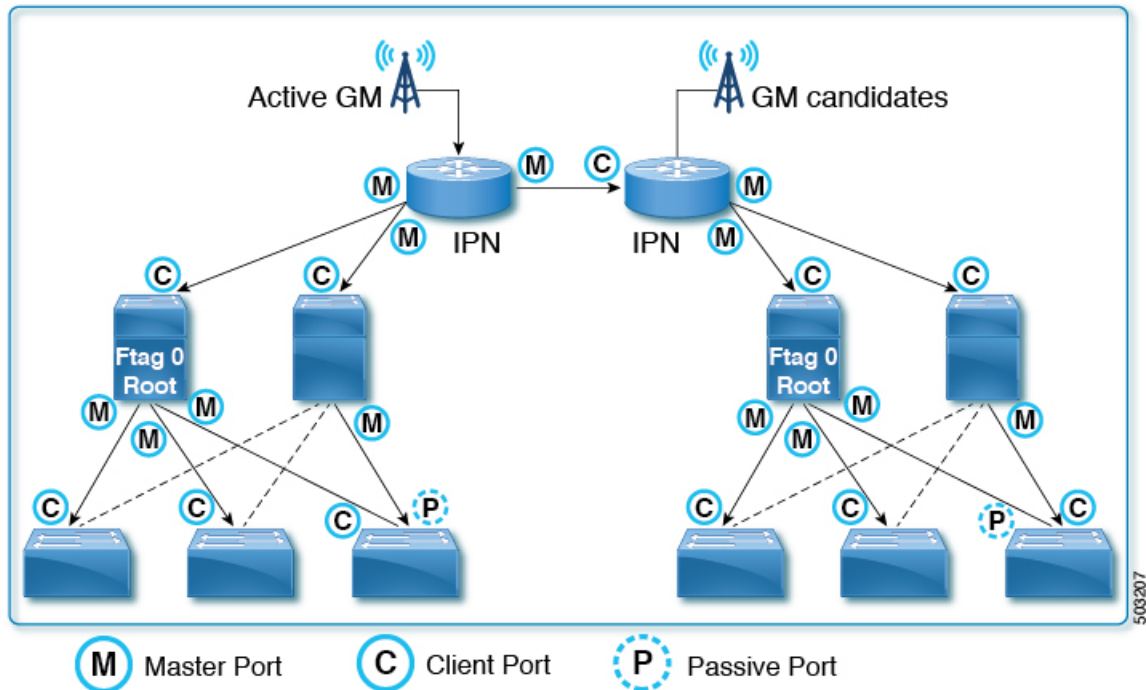 Active GM
GM candidates
M
C
M
M
M
M
IPN
IPN
C
C
C
C
Ftag 0
Root
Ftag 0
Root
M
M
M
M
M
M
M
M
C
C
C
P
C
C
P
C
503207
M Master Port
C Client Port
P Passive Port